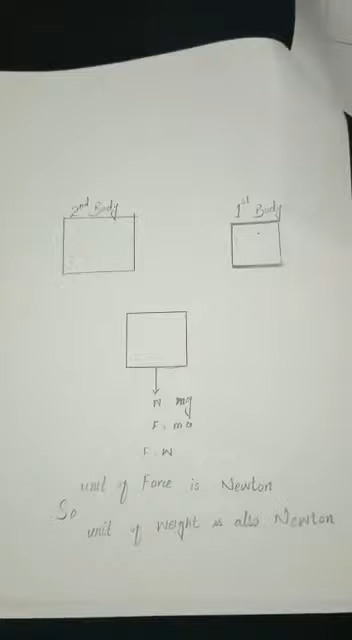 2nd Body
1st Body
W mg
F. ma
F. W
unit of Force is Newton
So
unit of weight is also Newton